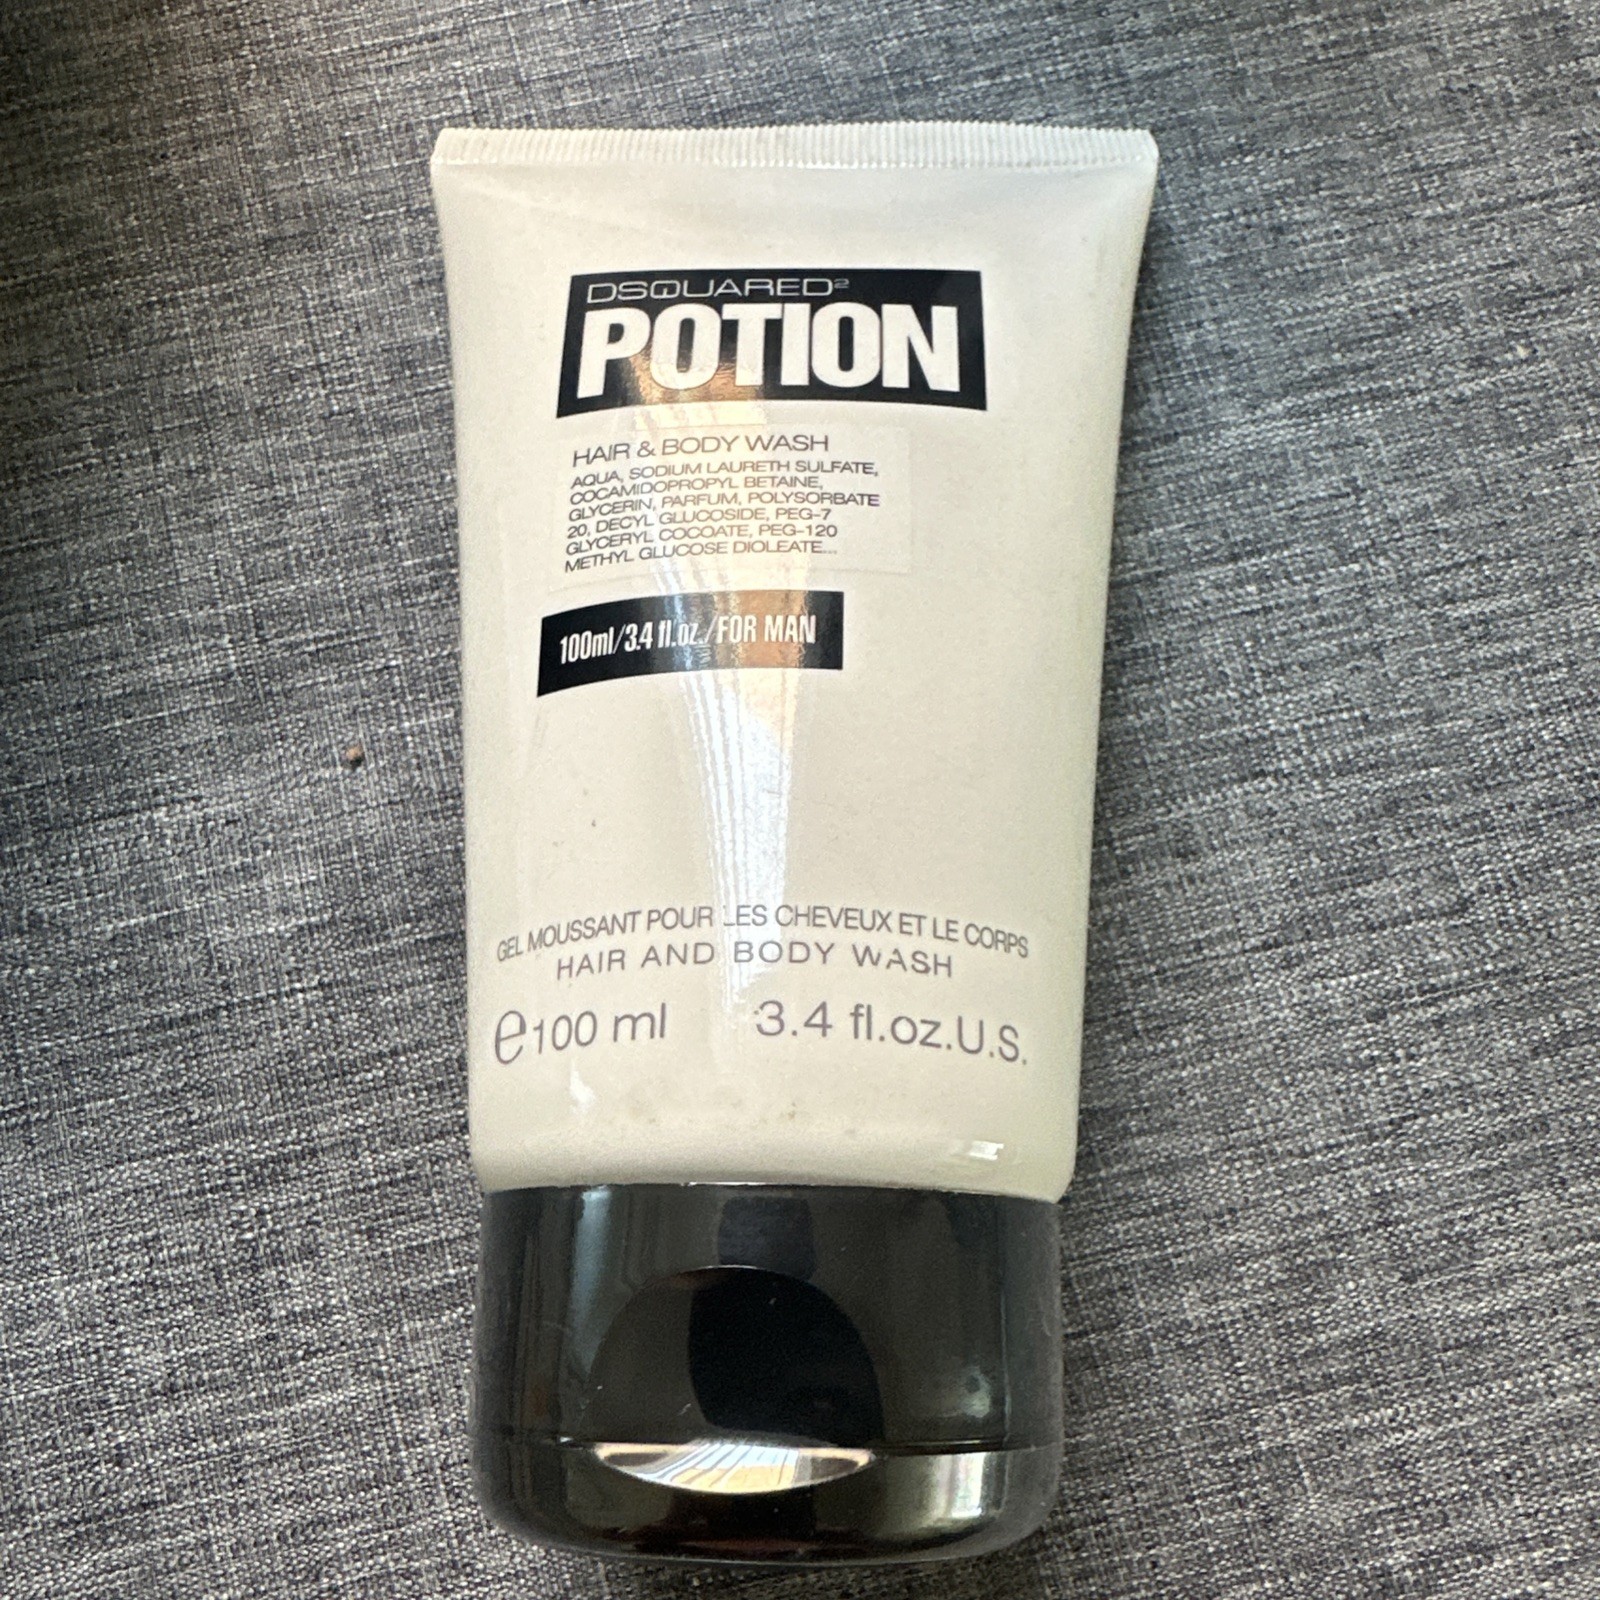 DSQUARED²
POTION
HAIR & BODY WASH
AQUA, SODIUM LAURETH SULFATE,
COCAMIDOPROPYL BETAINE,
GLYCERIN, PARFUM, POLYSORBATE
20, DECYL GLUCOSIDE, PEG-7
GLYCERYL COCOATE, PEG-120
METHYL GLUCOSE DIOLEATE...
100ml/3.4 fl.oz./FOR MAN
GEL MOUSSANT POUR LES CHEVEUX ET LE CORPS
HAIR AND BODY WASH
℮100 ml 3.4 fl.oz.U.S.